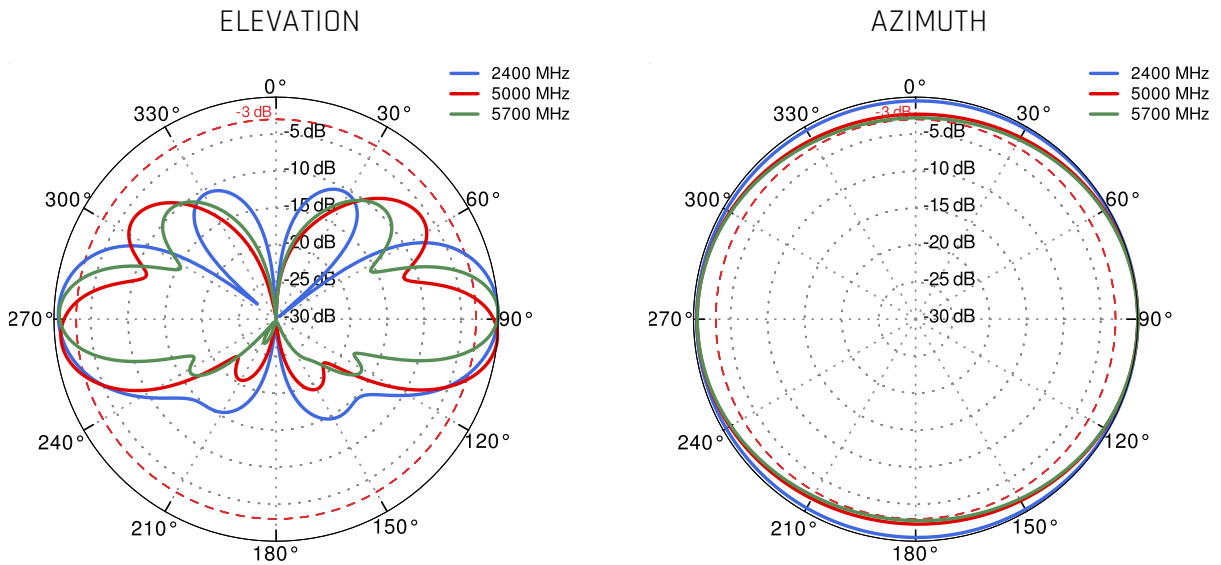 ELEVATION
2400 MHz
5000 MHz
5700 MHz
0°
30°
60°
90°
120°
150°
180°
210°
240°
270°
300°
330°
-3 dB
-5 dB
-10 dB
-15 dB
-20 dB
-25 dB
-30 dB
AZIMUTH
2400 MHz
5000 MHz
5700 MHz
0°
30°
60°
90°
120°
150°
180°
210°
240°
270°
300°
330°
-3 dB
-5 dB
-10 dB
-15 dB
-20 dB
-25 dB
-30 dB